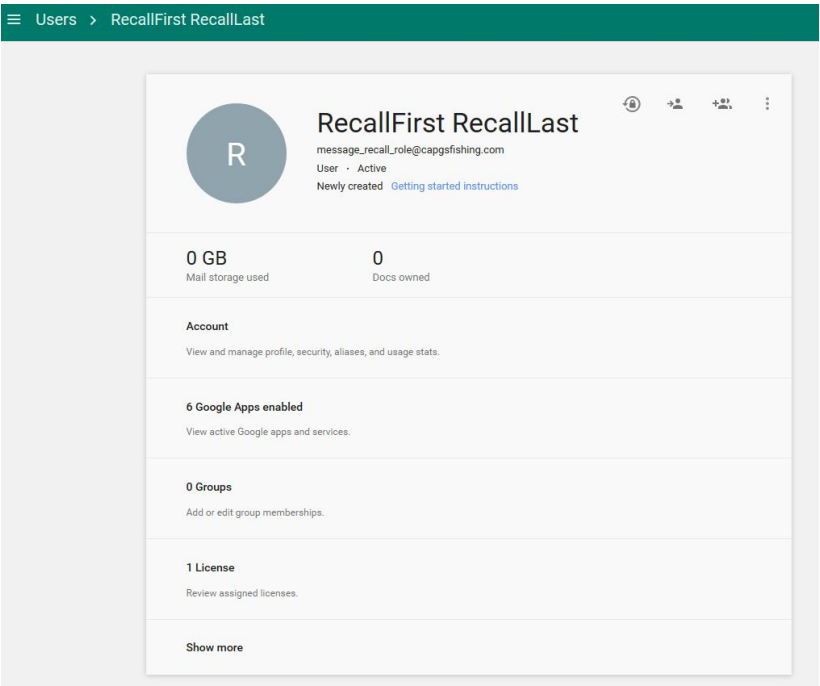 Users > RecallFirst RecallLast
R
RecallFirst RecallLast
message_recall_role@capgsfishing.com
User · Active
Newly created Getting started instructions
0 GB 0
Mail storage used Docs owned
Account
View and manage profile, security, aliases, and usage stats.
6 Google Apps enabled
View active Google apps and services.
0 Groups
Add or edit group memberships.
1 License
Review assigned licenses.
Show more